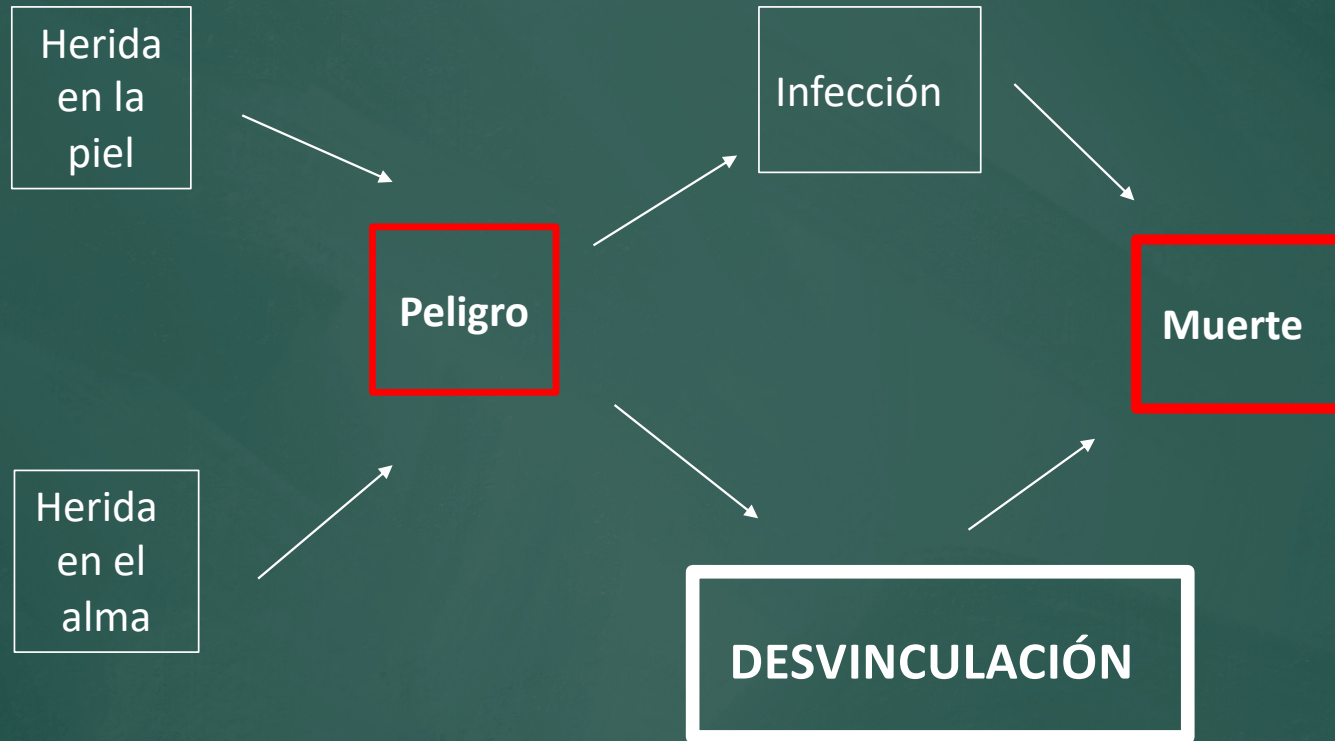 Herida
en la
piel
Infección
Peligro
Muerte
Herida
en el
alma
DESVINCULACIÓN